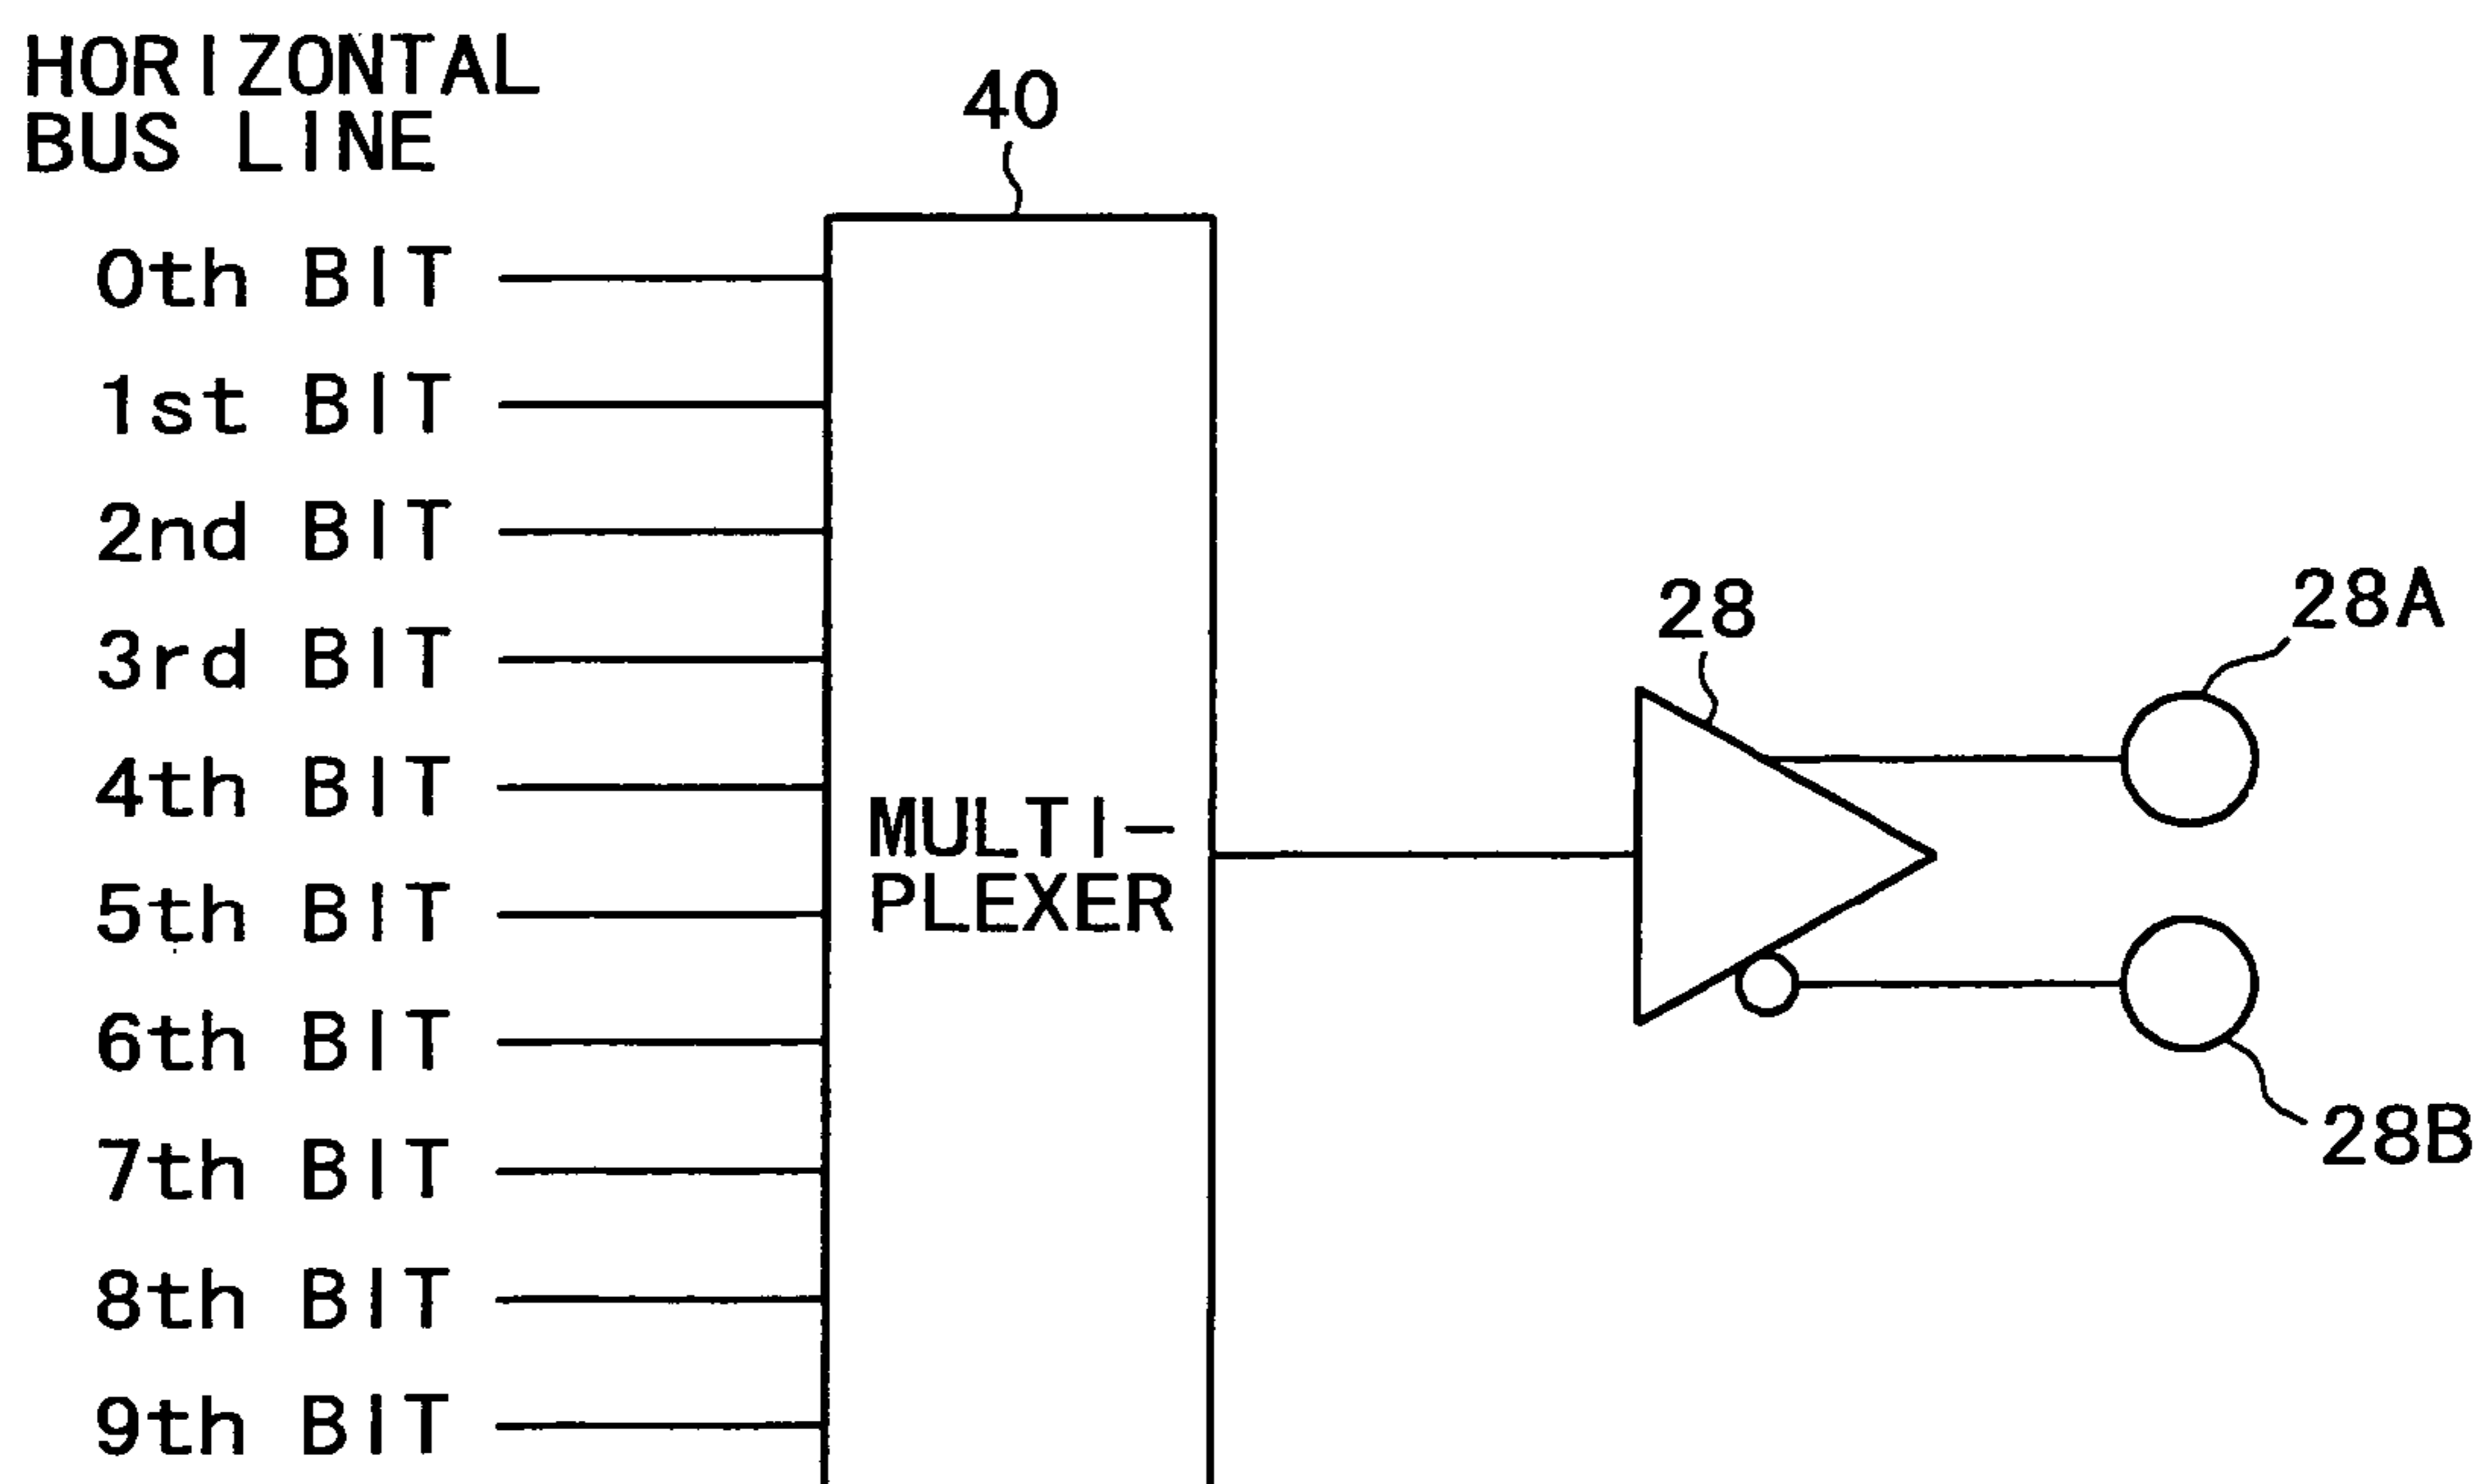 HORIZONTAL
BUS LINE
40
0th BIT
1st BIT
2nd BIT
3rd BIT
4th BIT
5th BIT
6th BIT
7th BIT
8th BIT
9th BIT
MULTI-
PLEXER
28
28A
28B